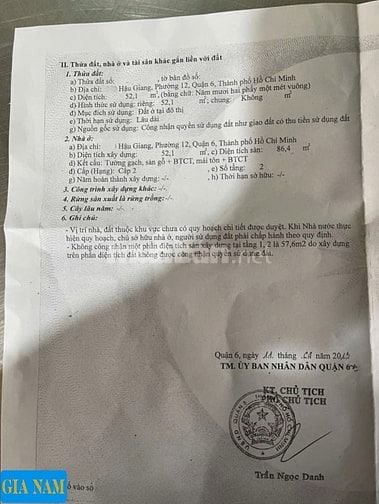 II. Thửa đất, nhà ở và tài sản khác gắn liền với đất
1. Thửa đất:
a) Thửa đất số: , tờ bản đồ số:
b) Địa chỉ: Hậu Giang, Phường 12, Quận 6, Thành phố Hồ Chí Minh
c) Diện tích: 52,1 m², (bằng chữ: Năm mươi hai phẩy một mét vuông)
d) Hình thức sử dụng: riêng: 52,1 m²; chung: Không m²
đ) Mục đích sử dụng: Đất ở tại đô thị
e) Thời hạn sử dụng: Lâu dài
g) Nguồn gốc sử dụng: Công nhận quyền sử dụng đất như giao đất có thu tiền sử dụng đất
2. Nhà ở:
a) Địa chỉ: Hậu Giang, Phường 12, Quận 6, Thành phố Hồ Chí Minh
b) Diện tích xây dựng: 52,1 m², c) Diện tích sàn: 86,4 m²
d) Kết cấu: Tường gạch, sàn gỗ + BTCT, mái tôn + BTCT
đ) Cấp (Hạng): Cấp 2 e) Số tầng: 2
g) Năm hoàn thành xây dựng: -/- h) Thời hạn sở hữu: -/-
3. Công trình xây dựng khác: -/-
4. Rừng sản xuất là rừng trồng: -/-
5. Cây lâu năm: -/-
6. Ghi chú:
- Vị trí nhà, đất thuộc khu vực chưa có quy hoạch chi tiết được duyệt. Khi Nhà nước thực
hiện quy hoạch, chủ sở hữu nhà ở, người sử dụng đất phải chấp hành theo quy định.
- Không công nhận một phần diện tích sàn xây dựng tại tầng 1, 2 là 57,6m2 do xây dựng
trên phần diện tích đất không được công nhận quyền sử dụng đất.
Quận 6, ngày tháng năm
TM. ỦY BAN NHÂN DÂN QUẬN 6
KT. CHỦ TỊCH
PHÓ CHỦ TỊCH
Trần Ngọc Danh
vào sổ
GIA NAM